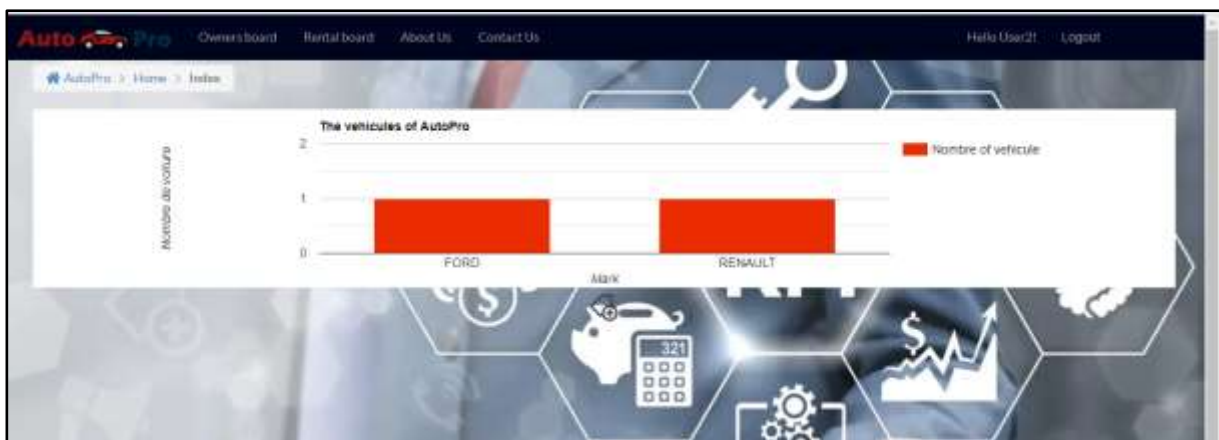 Auto Pro Owners board Rental board About Us Contact Us Hello User2! Logout
AutoPro > Home > Index
The vehicules of AutoPro
Nombre de voiture
2
1
0
Nombre of vehicule
FORD RENAULT
Mark
321